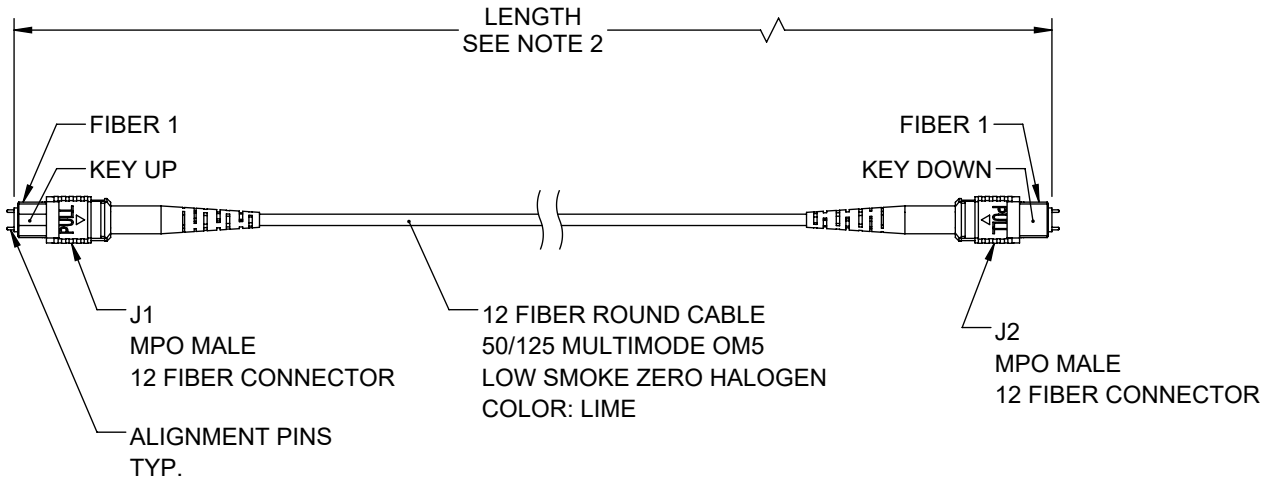 LENGTH
SEE NOTE 2
FIBER 1
KEY UP
FIBER 1
KEY DOWN
PULL
PULL
J1
MPO MALE
12 FIBER CONNECTOR
12 FIBER ROUND CABLE
50/125 MULTIMODE OM5
LOW SMOKE ZERO HALOGEN
COLOR: LIME
J2
MPO MALE
12 FIBER CONNECTOR
ALIGNMENT PINS
TYP.